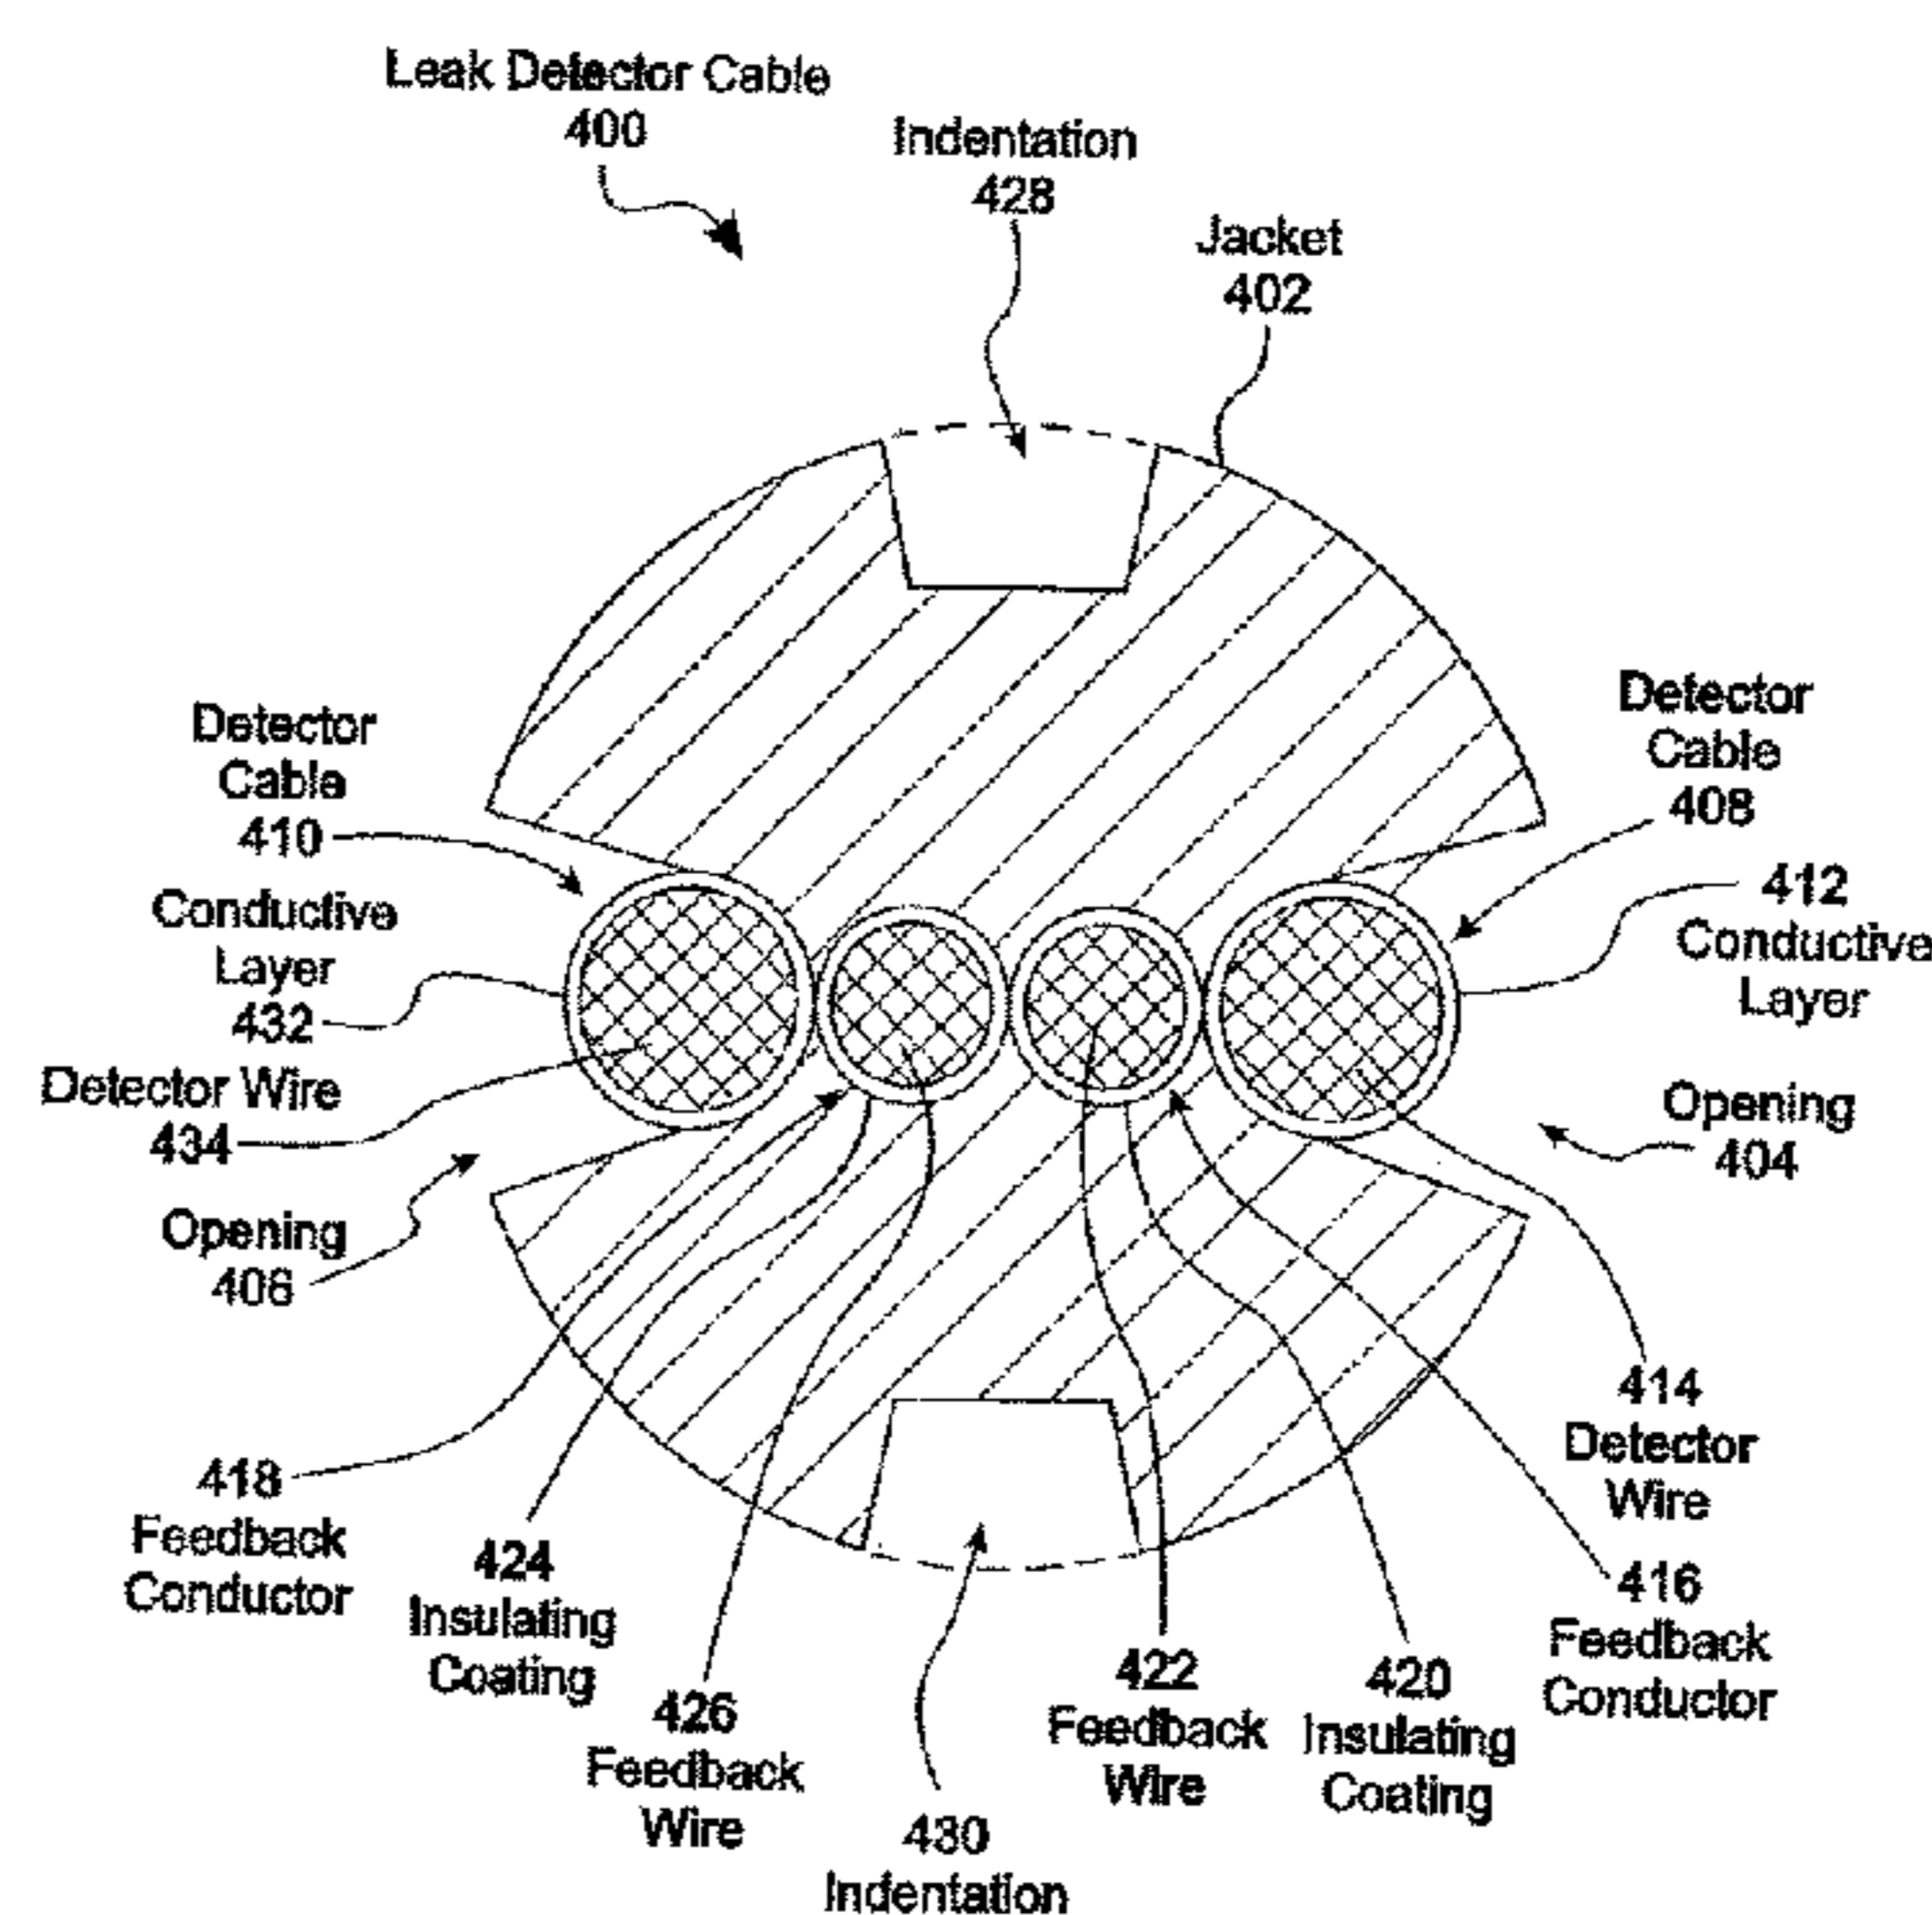 Leak Detector Cable
400
Indentation
428
Jacket
402
Detector
Cable
410
Conductive
Layer
432
Detector Wire
434
Opening
406
Detector
Cable
408
412
Conductive
Layer
Opening
404
414
Detector
Wire
416
Feedback
Conductor
418
Feedback
Conductor
424
Insulating
Coating
426
Feedback
Wire
430
Indentation
422
Feedback
Wire
420
Insulating
Coating